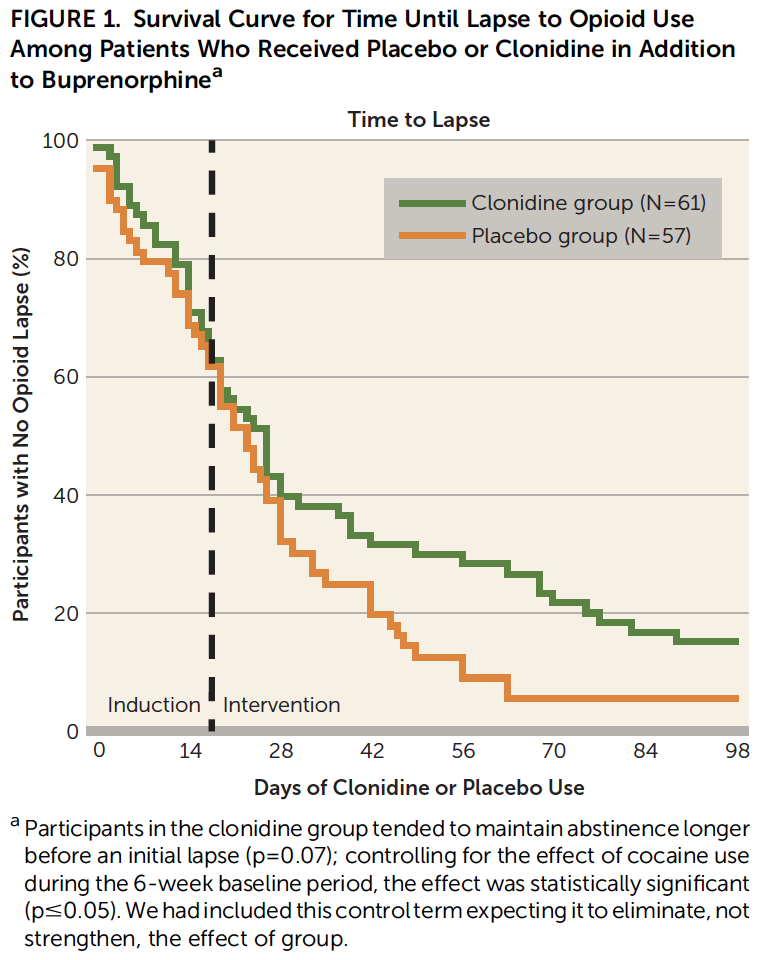 FIGURE 1. Survival Curve for Time Until Lapse to Opioid Use
Among Patients Who Received Placebo or Clonidine in Addition
to Buprenorphineᵃ
Time to Lapse
100
80
60
40
20
0
Participants with No Opioid Lapse (%)
Clonidine group (N=61)
Placebo group (N=57)
Induction
Intervention
0 14 28 42 56 70 84 98
Days of Clonidine or Placebo Use
ᵃ Participants in the clonidine group tended to maintain abstinence longer
before an initial lapse (p=0.07); controlling for the effect of cocaine use
during the 6-week baseline period, the effect was statistically significant
(p≤0.05). We had included this control term expecting it to eliminate, not
strengthen, the effect of group.